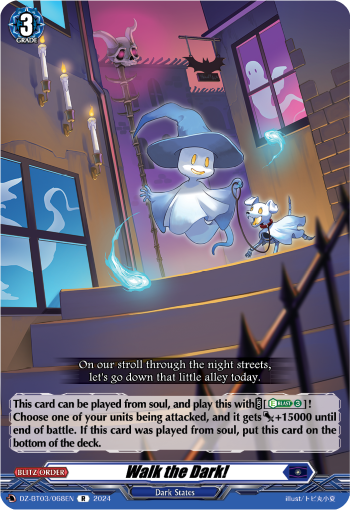 3
GRADE
On our stroll through the night streets,
let's go down that little alley today.
This card can be played from soul, and play this with [E-BLAST 3]!
Choose one of your units being attacked, and it gets +15000 until
end of battle. If this card was played from soul, put this card on the
bottom of the deck.
BLITZ ORDER
Walk the Dark!
Dark States
DZ-BT03/068EN R 2024
illust/トビ丸小夏